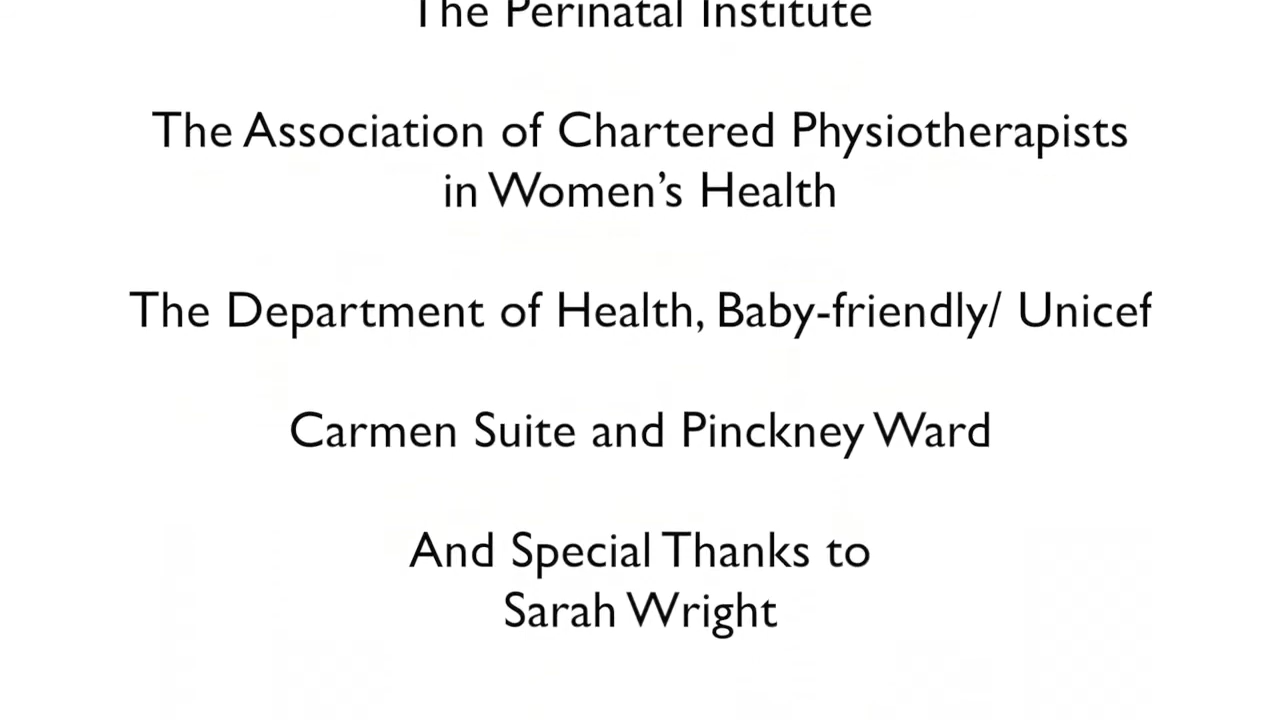 The Perinatal Institute
The Association of Chartered Physiotherapists
in Women’s Health
The Department of Health, Baby-friendly/ Unicef
Carmen Suite and Pinckney Ward
And Special Thanks to
Sarah Wright